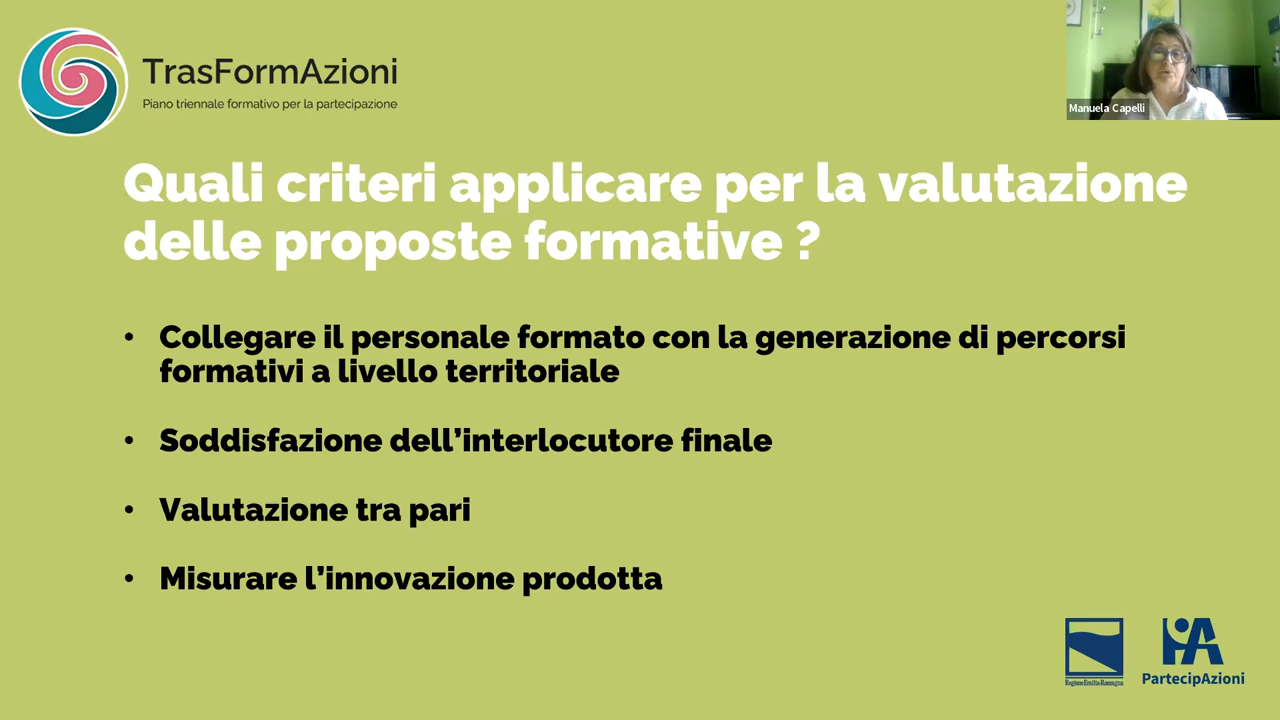 TrasFormAzioni
Piano triennale formativo per la partecipazione
Manuela Capelli
Quali criteri applicare per la valutazione
delle proposte formative ?
• Collegare il personale formato con la generazione di percorsi
formativi a livello territoriale
• Soddisfazione dell’interlocutore finale
• Valutazione tra pari
• Misurare l’innovazione prodotta
Regione Emilia-Romagna
PartecipAzioni